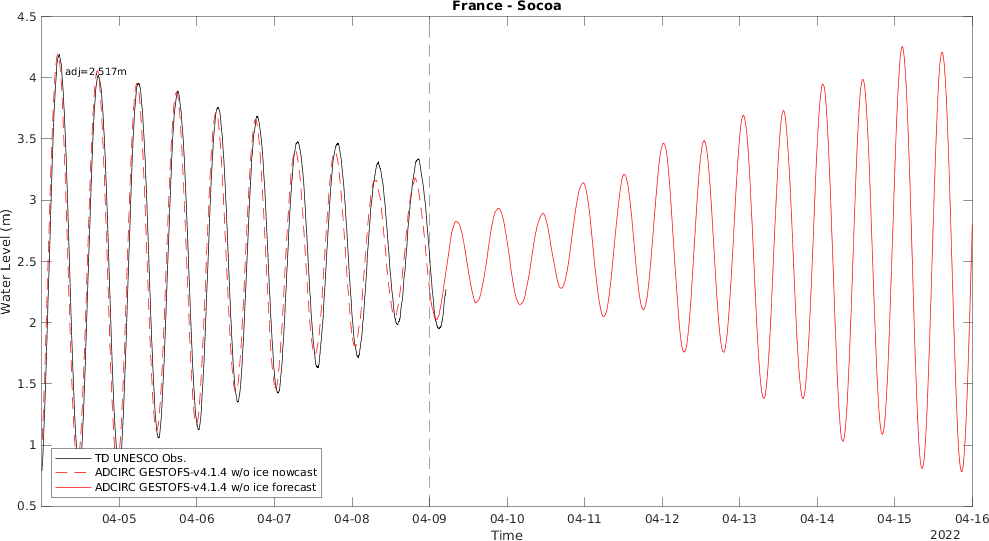 France - Socoa
4.5
4
3.5
3
2.5
2
1.5
1
0.5
Water Level (m)
adj=2.517m
TD UNESCO Obs.
ADCIRC GESTOFS-v4.1.4 w/o ice nowcast
ADCIRC GESTOFS-v4.1.4 w/o ice forecast
04-05 04-06 04-07 04-08 04-09 04-10 04-11 04-12 04-13 04-14 04-15 04-16
Time
2022